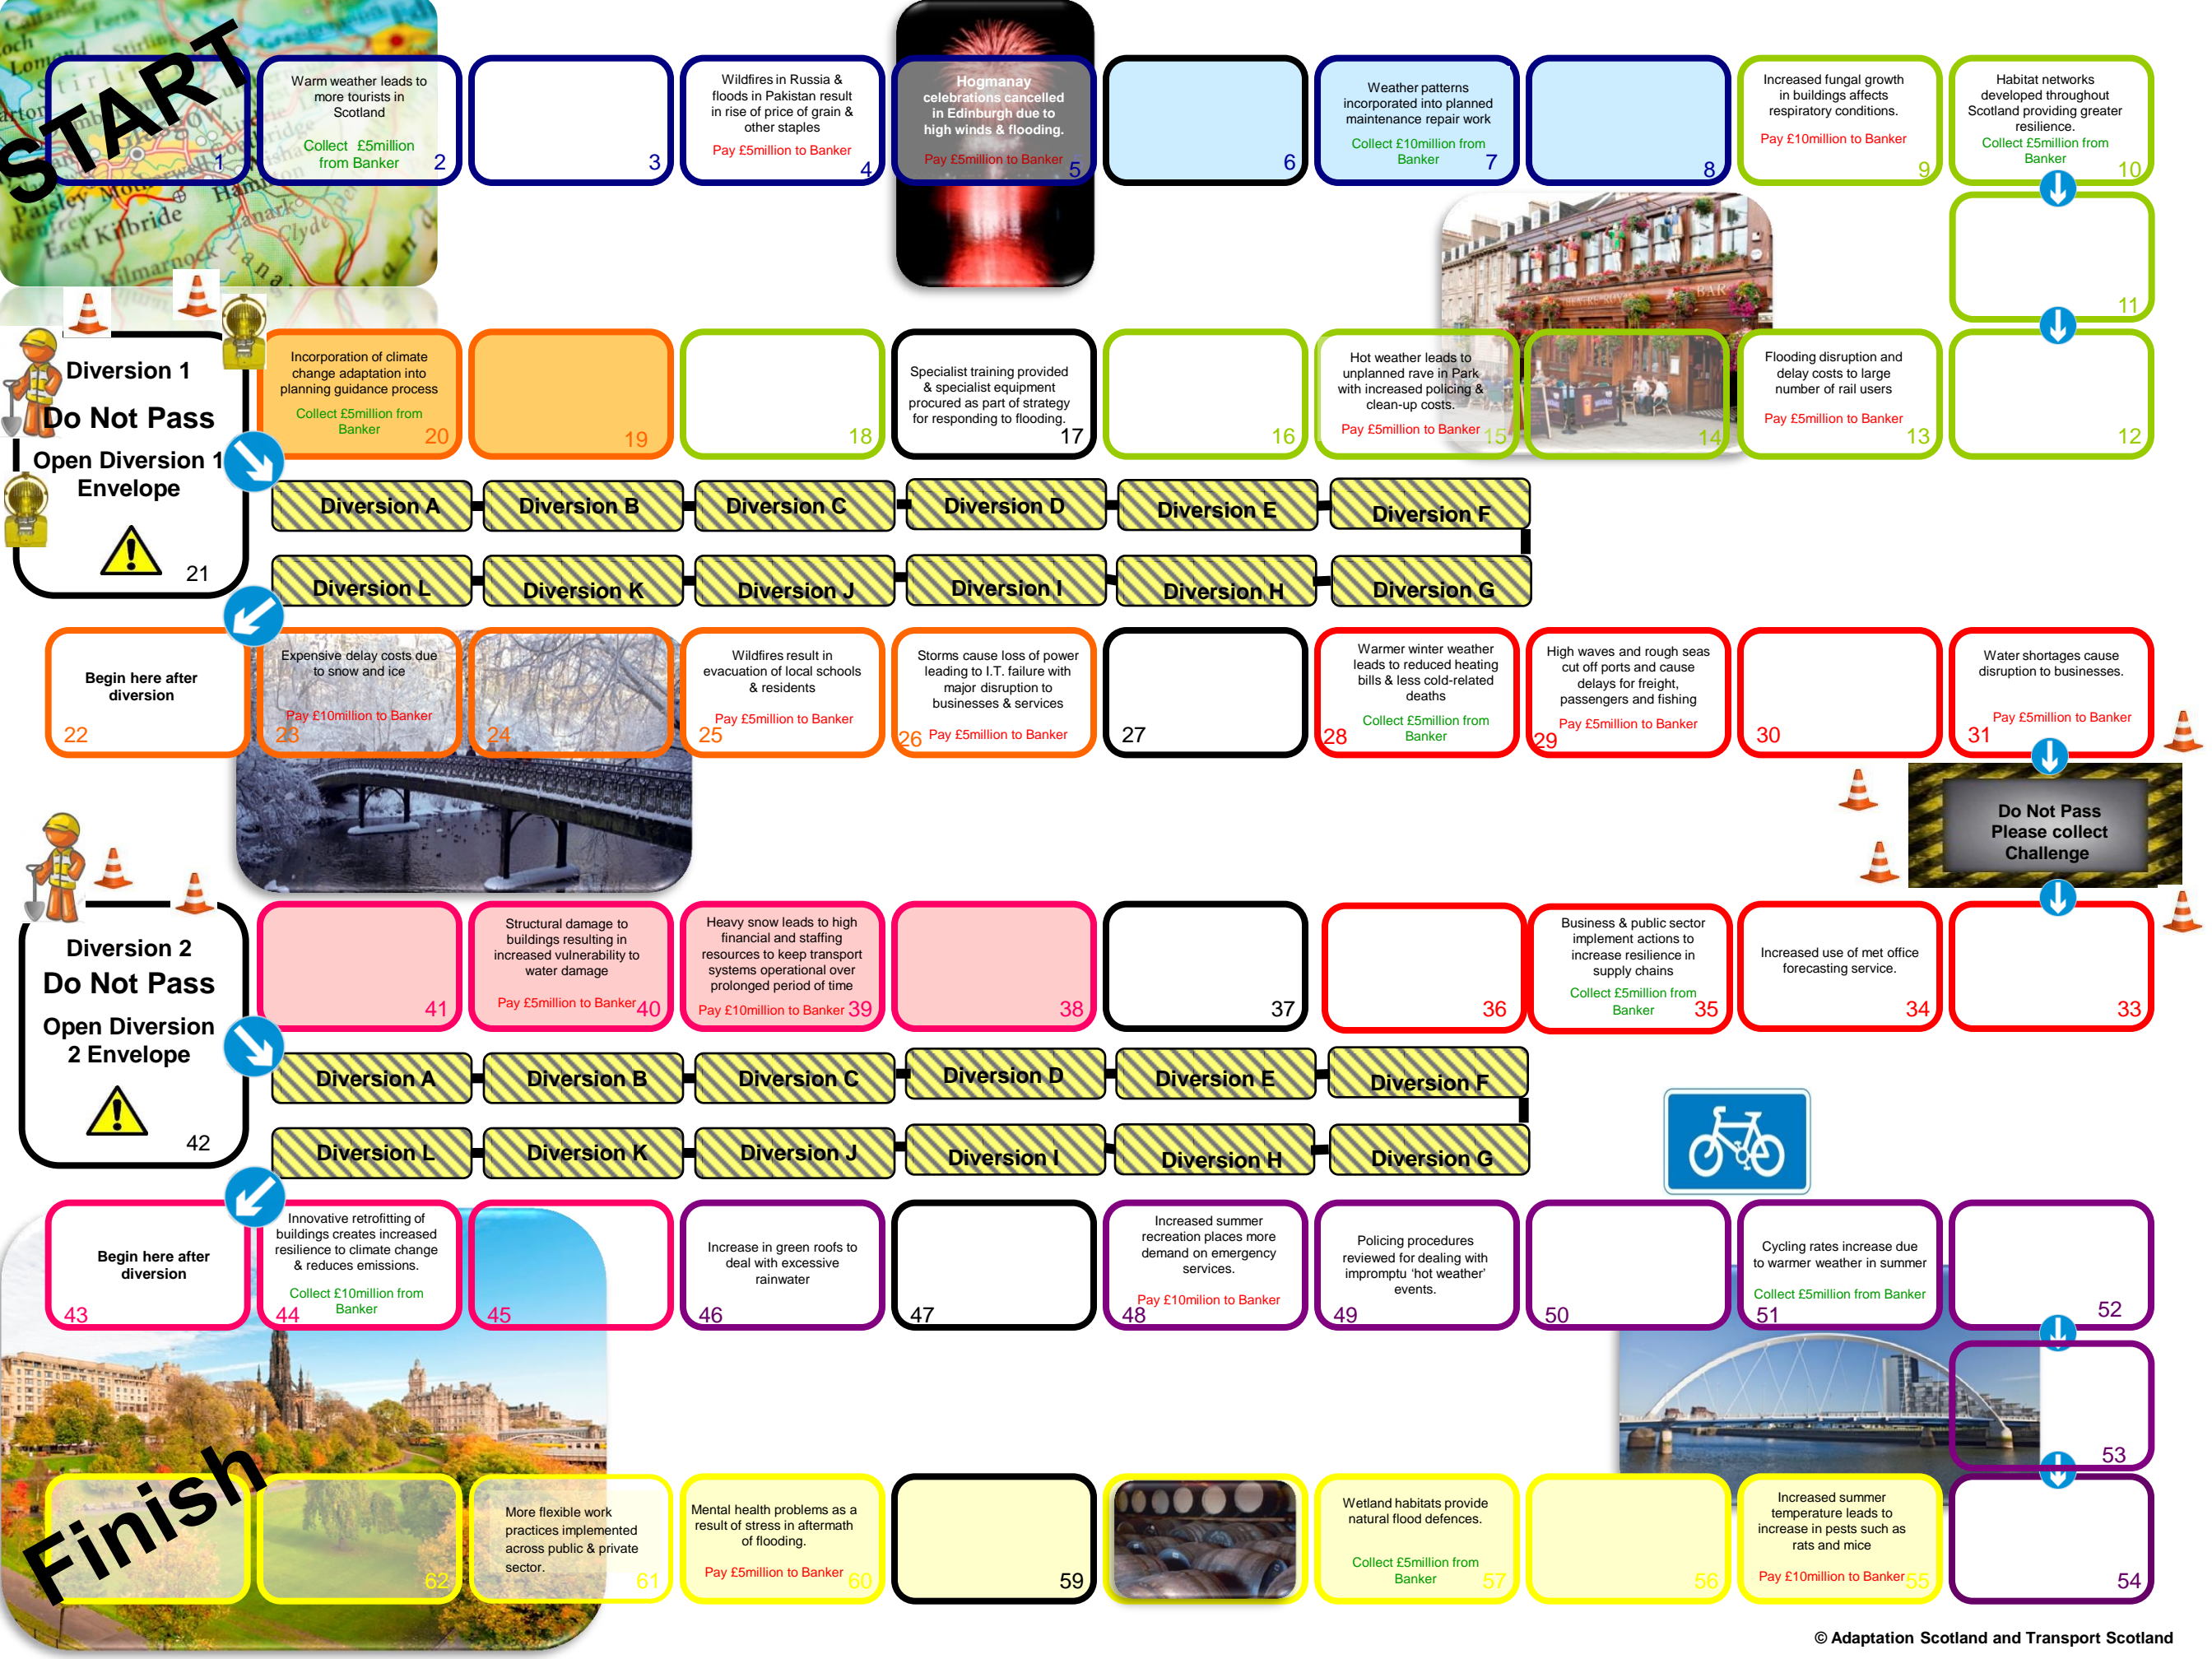 START
1
Warm weather leads to
more tourists in
Scotland
Collect £5million
from Banker
2
3
Wildfires in Russia &
floods in Pakistan result
in rise of price of grain &
other staples
Pay £5million to Banker
4
Hogmanay
celebrations cancelled
in Edinburgh due to
high winds & flooding.
Pay £5million to Banker
5
6
Weather patterns
incorporated into planned
maintenance repair work
Collect £10million from
Banker
7
8
Increased fungal growth
in buildings affects
respiratory conditions.
Pay £10million to Banker
9
Habitat networks
developed throughout
Scotland providing greater
resilience.
Collect £5million from
Banker
10
Paisley
East Kilbride
Lanark
Clyde
Kilmarnock
BAR
11
Diversion 1
Do Not Pass
Open Diversion 1
Envelope
21
Incorporation of climate
change adaptation into
planning guidance process
Collect £5million from
Banker
20
19
18
Specialist training provided
& specialist equipment
procured as part of strategy
for responding to flooding.
17
16
Hot weather leads to
unplanned rave in Park
with increased policing &
clean-up costs.
Pay £5million to Banker
15
14
Flooding disruption and
delay costs to large
number of rail users
Pay £5million to Banker
13
12
Diversion A
Diversion B
Diversion C
Diversion D
Diversion E
Diversion F
Diversion L
Diversion K
Diversion J
Diversion I
Diversion H
Diversion G
Begin here after
diversion
22
Expensive delay costs due
to snow and ice
Pay £10million to Banker
23
24
Wildfires result in
evacuation of local schools
& residents
Pay £5million to Banker
25
Storms cause loss of power
leading to I.T. failure with
major disruption to
businesses & services
26 Pay £5million to Banker
27
Warmer winter weather
leads to reduced heating
bills & less cold-related
deaths
Collect £5million from
Banker
28
High waves and rough seas
cut off ports and cause
delays for freight,
passengers and fishing
Pay £5million to Banker
29
30
Water shortages cause
disruption to businesses.
Pay £5million to Banker
31
Do Not Pass
Please collect
Challenge
Diversion 2
Do Not Pass
Open Diversion
2 Envelope
42
41
Structural damage to
buildings resulting in
increased vulnerability to
water damage
Pay £5million to Banker
40
Heavy snow leads to high
financial and staffing
resources to keep transport
systems operational over
prolonged period of time
Pay £10million to Banker
39
38
37
36
Business & public sector
implement actions to
increase resilience in
supply chains
Collect £5million from
Banker
35
Increased use of met office
forecasting service.
34
33
Diversion A
Diversion B
Diversion C
Diversion D
Diversion E
Diversion F
Diversion L
Diversion K
Diversion J
Diversion I
Diversion H
Diversion G
Begin here after
diversion
43
Innovative retrofitting of
buildings creates increased
resilience to climate change
& reduces emissions.
Collect £10million from
Banker
44
45
Increase in green roofs to
deal with excessive
rainwater
46
47
Increased summer
recreation places more
demand on emergency
services.
Pay £10milion to Banker
48
Policing procedures
reviewed for dealing with
impromptu ‘hot weather’
events.
49
50
Cycling rates increase due
to warmer weather in summer
Collect £5million from Banker
51
52
53
Finish
62
More flexible work
practices implemented
across public & private
sector.
61
Mental health problems as a
result of stress in aftermath
of flooding.
Pay £5million to Banker
60
59
Wetland habitats provide
natural flood defences.
Collect £5million from
Banker
57
56
Increased summer
temperature leads to
increase in pests such as
rats and mice
Pay £10million to Banker
55
54
© Adaptation Scotland and Transport Scotland